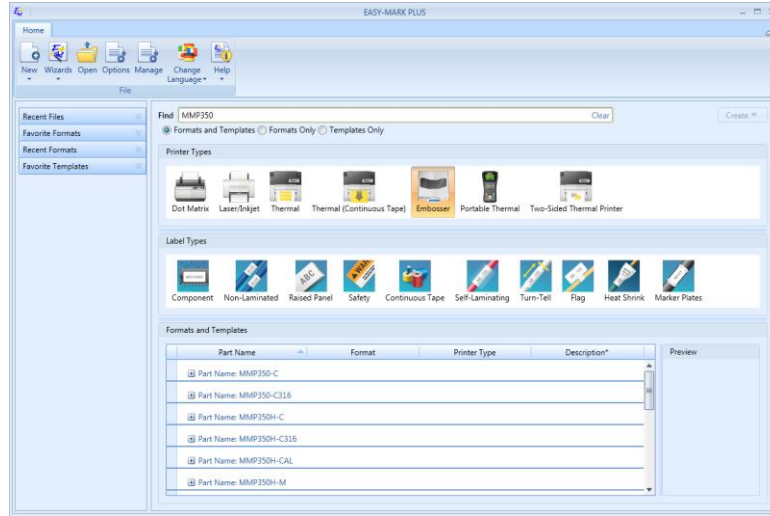 EASY-MARK PLUS
Home
New Wizards Open Options Manage Change Language Help
File
Recent Files
Favorite Formats
Recent Formats
Favorite Templates
Find MMP350 Clear Create
Formats and Templates Formats Only Templates Only
Printer Types
Dot Matrix Laser/Inkjet Thermal Thermal (Continuous Tape) Embosser Portable Thermal Two-Sided Thermal Printer
Label Types
ABC
Component Non-Laminated Raised Panel Safety Continuous Tape Self-Laminating Turn-Tell Flag Heat Shrink Marker Plates
Formats and Templates
Part Name Format Printer Type Description* Preview
Part Name: MMP350-C
Part Name: MMP350-C316
Part Name: MMP350H-C
Part Name: MMP350H-C316
Part Name: MMP350H-CAL
Part Name: MMP350H-M